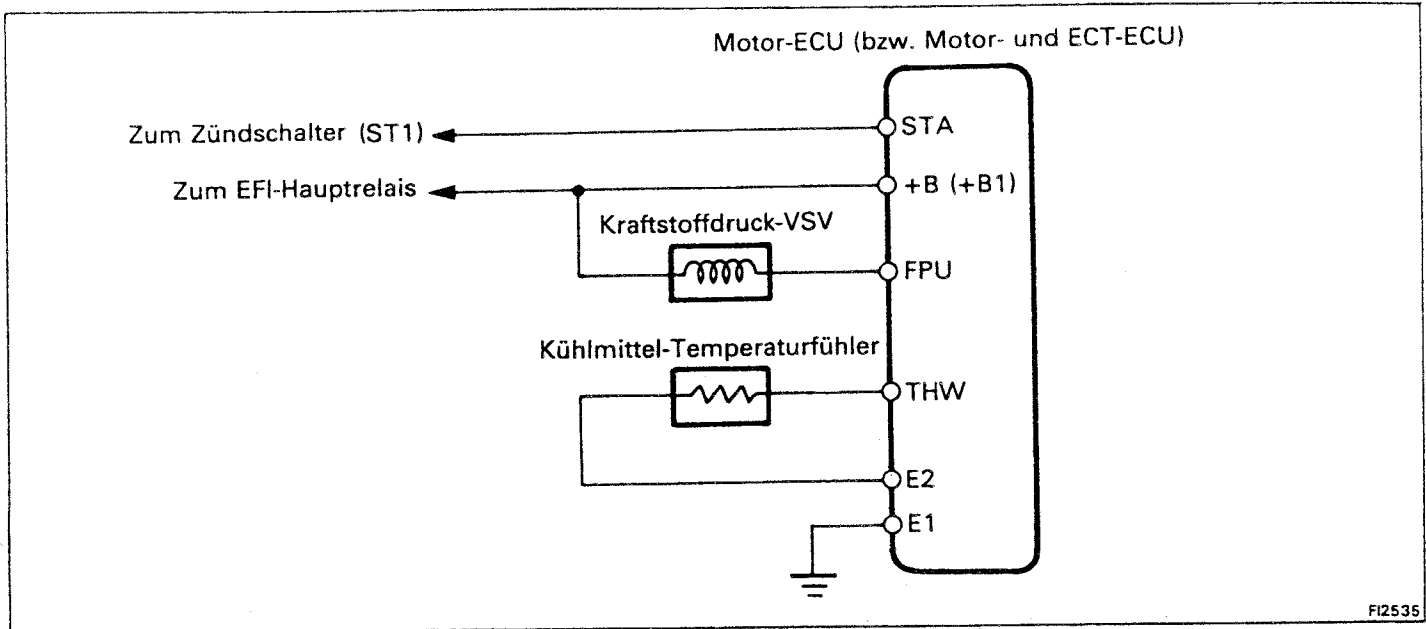 Motor-ECU (bzw. Motor- und ECT-ECU)
Zum Zündschalter (ST1)
STA
Zum EFI-Hauptrelais
+B (+B1)
Kraftstoffdruck-VSV
FPU
Kühlmittel-Temperaturfühler
THW
E2
E1
FI2535